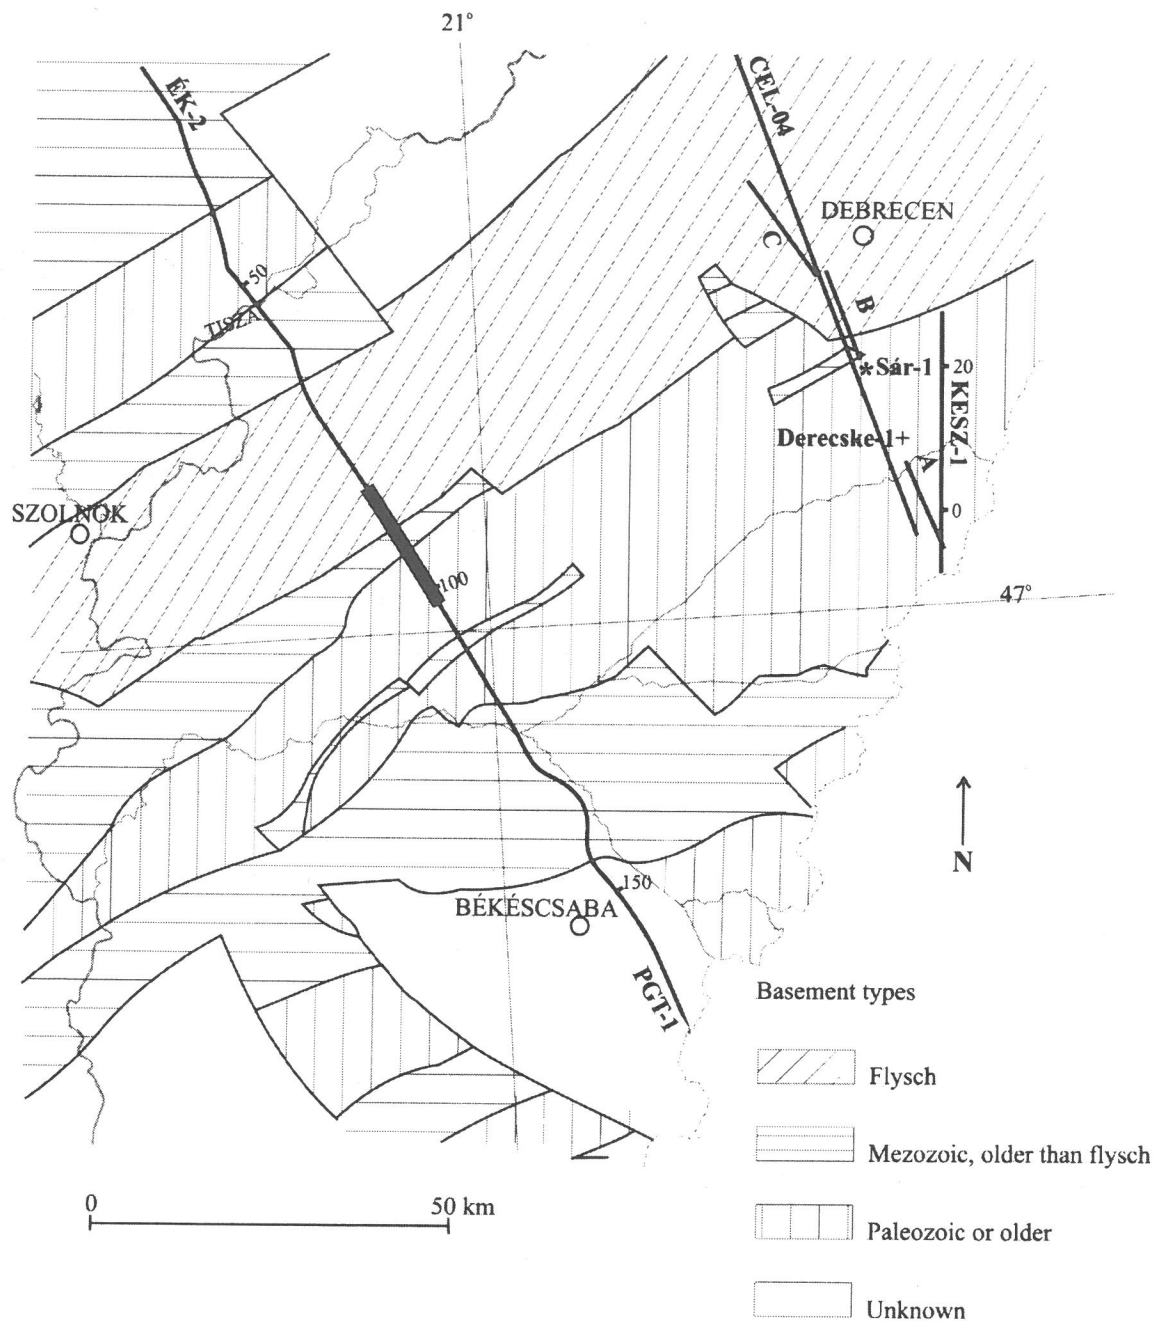 21°
ÉK-2
CEL-04
DEBRECEN
C
B
50
TISZA
Sár-1
20
KESZ-1
Derecske-1+
A
0
SZOLNOK
100
47°
N
150
BÉKÉSCSABA
PGT-1
Basement types
Flysch
Mezozoic, older than flysch
Paleozoic or older
Unknown
0
50 km